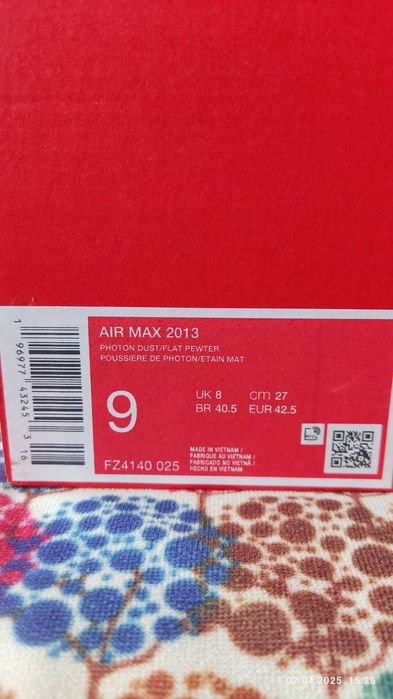 AIR MAX 2013
PHOTON DUST/FLAT PEWTER
POUSSIERE DE PHOTON/ETAIN MAT
9
UK 8 cm 27
BR 40.5 EUR 42.5
MADE IN VIETNAM /
FABRIQUE AU VIETNAM /
FABRICADO NO VIETNÃ /
HECHO EN VIETNAM
FZ4140 025
1 96977 43245 3 16
02.04.2025 15:25